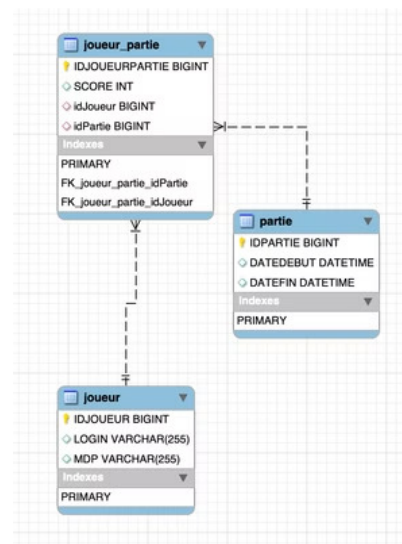 joueur_partie
IDJOUEURPARTIE BIGINT
SCORE INT
idJoueur BIGINT
idPartie BIGINT
Indexes
PRIMARY
FK_joueur_partie_idPartie
FK_joueur_partie_idJoueur
partie
IDPARTIE BIGINT
DATEDEBUT DATETIME
DATEFIN DATETIME
Indexes
PRIMARY
joueur
IDJOUEUR BIGINT
LOGIN VARCHAR(255)
MDP VARCHAR(255)
Indexes
PRIMARY